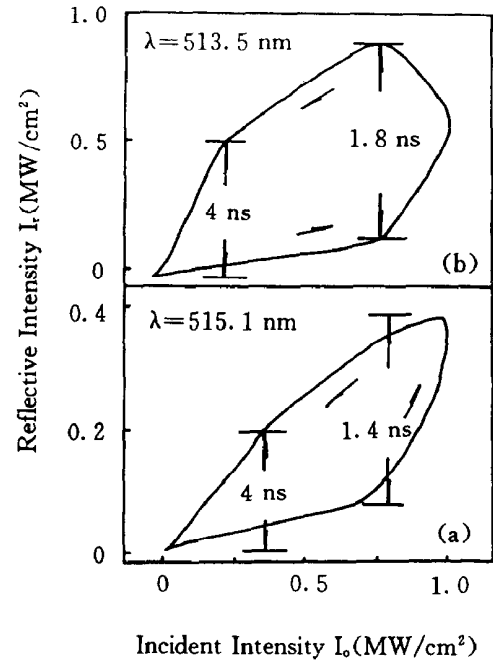 Reflective Intensity Iᵣ(MW/cm²)
1.0
λ=513.5 nm
0.5
1.8 ns
4 ns
0
(b)
0.4
λ=515.1 nm
0.2
1.4 ns
4 ns
(a)
0
0 0.5 1.0
Incident Intensity Iₒ(MW/cm²)